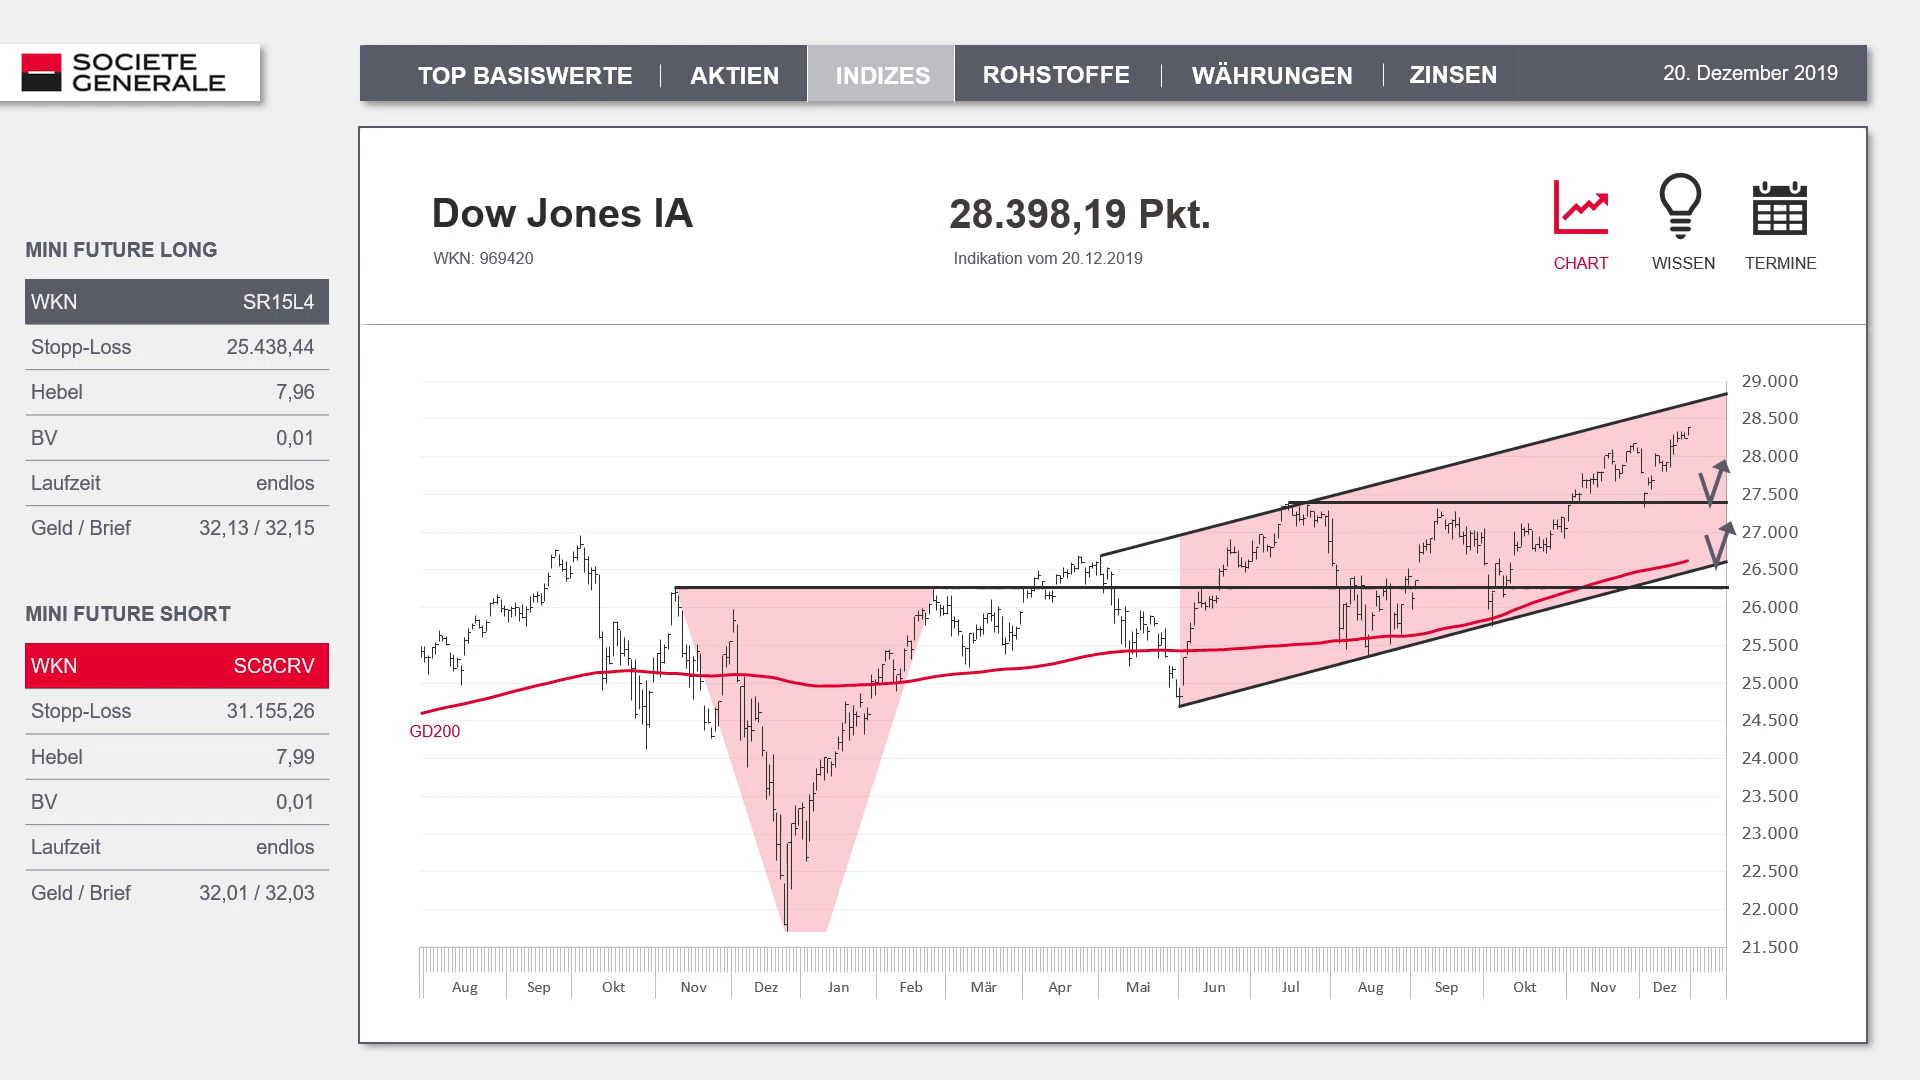 SOCIETE
GENERALE
TOP BASISWERTE | AKTIEN INDIZES ROHSTOFFE | WÄHRUNGEN | ZINSEN 20. Dezember 2019
Dow Jones IA 28.398,19 Pkt.
WKN: 969420 Indikation vom 20.12.2019
CHART WISSEN TERMINE
MINI FUTURE LONG
WKN SR15L4
Stopp-Loss 25.438,44
Hebel 7,96
BV 0,01
Laufzeit endlos
Geld / Brief 32,13 / 32,15
MINI FUTURE SHORT
WKN SC8CRV
Stopp-Loss 31.155,26
Hebel 7,99
BV 0,01
Laufzeit endlos
Geld / Brief 32,01 / 32,03
29.000
28.500
28.000
27.500
27.000
26.500
26.000
25.500
25.000
24.500
24.000
23.500
23.000
22.500
22.000
21.500
GD200
Aug Sep Okt Nov Dez Jan Feb Mär Apr Mai Jun Jul Aug Sep Okt Nov Dez